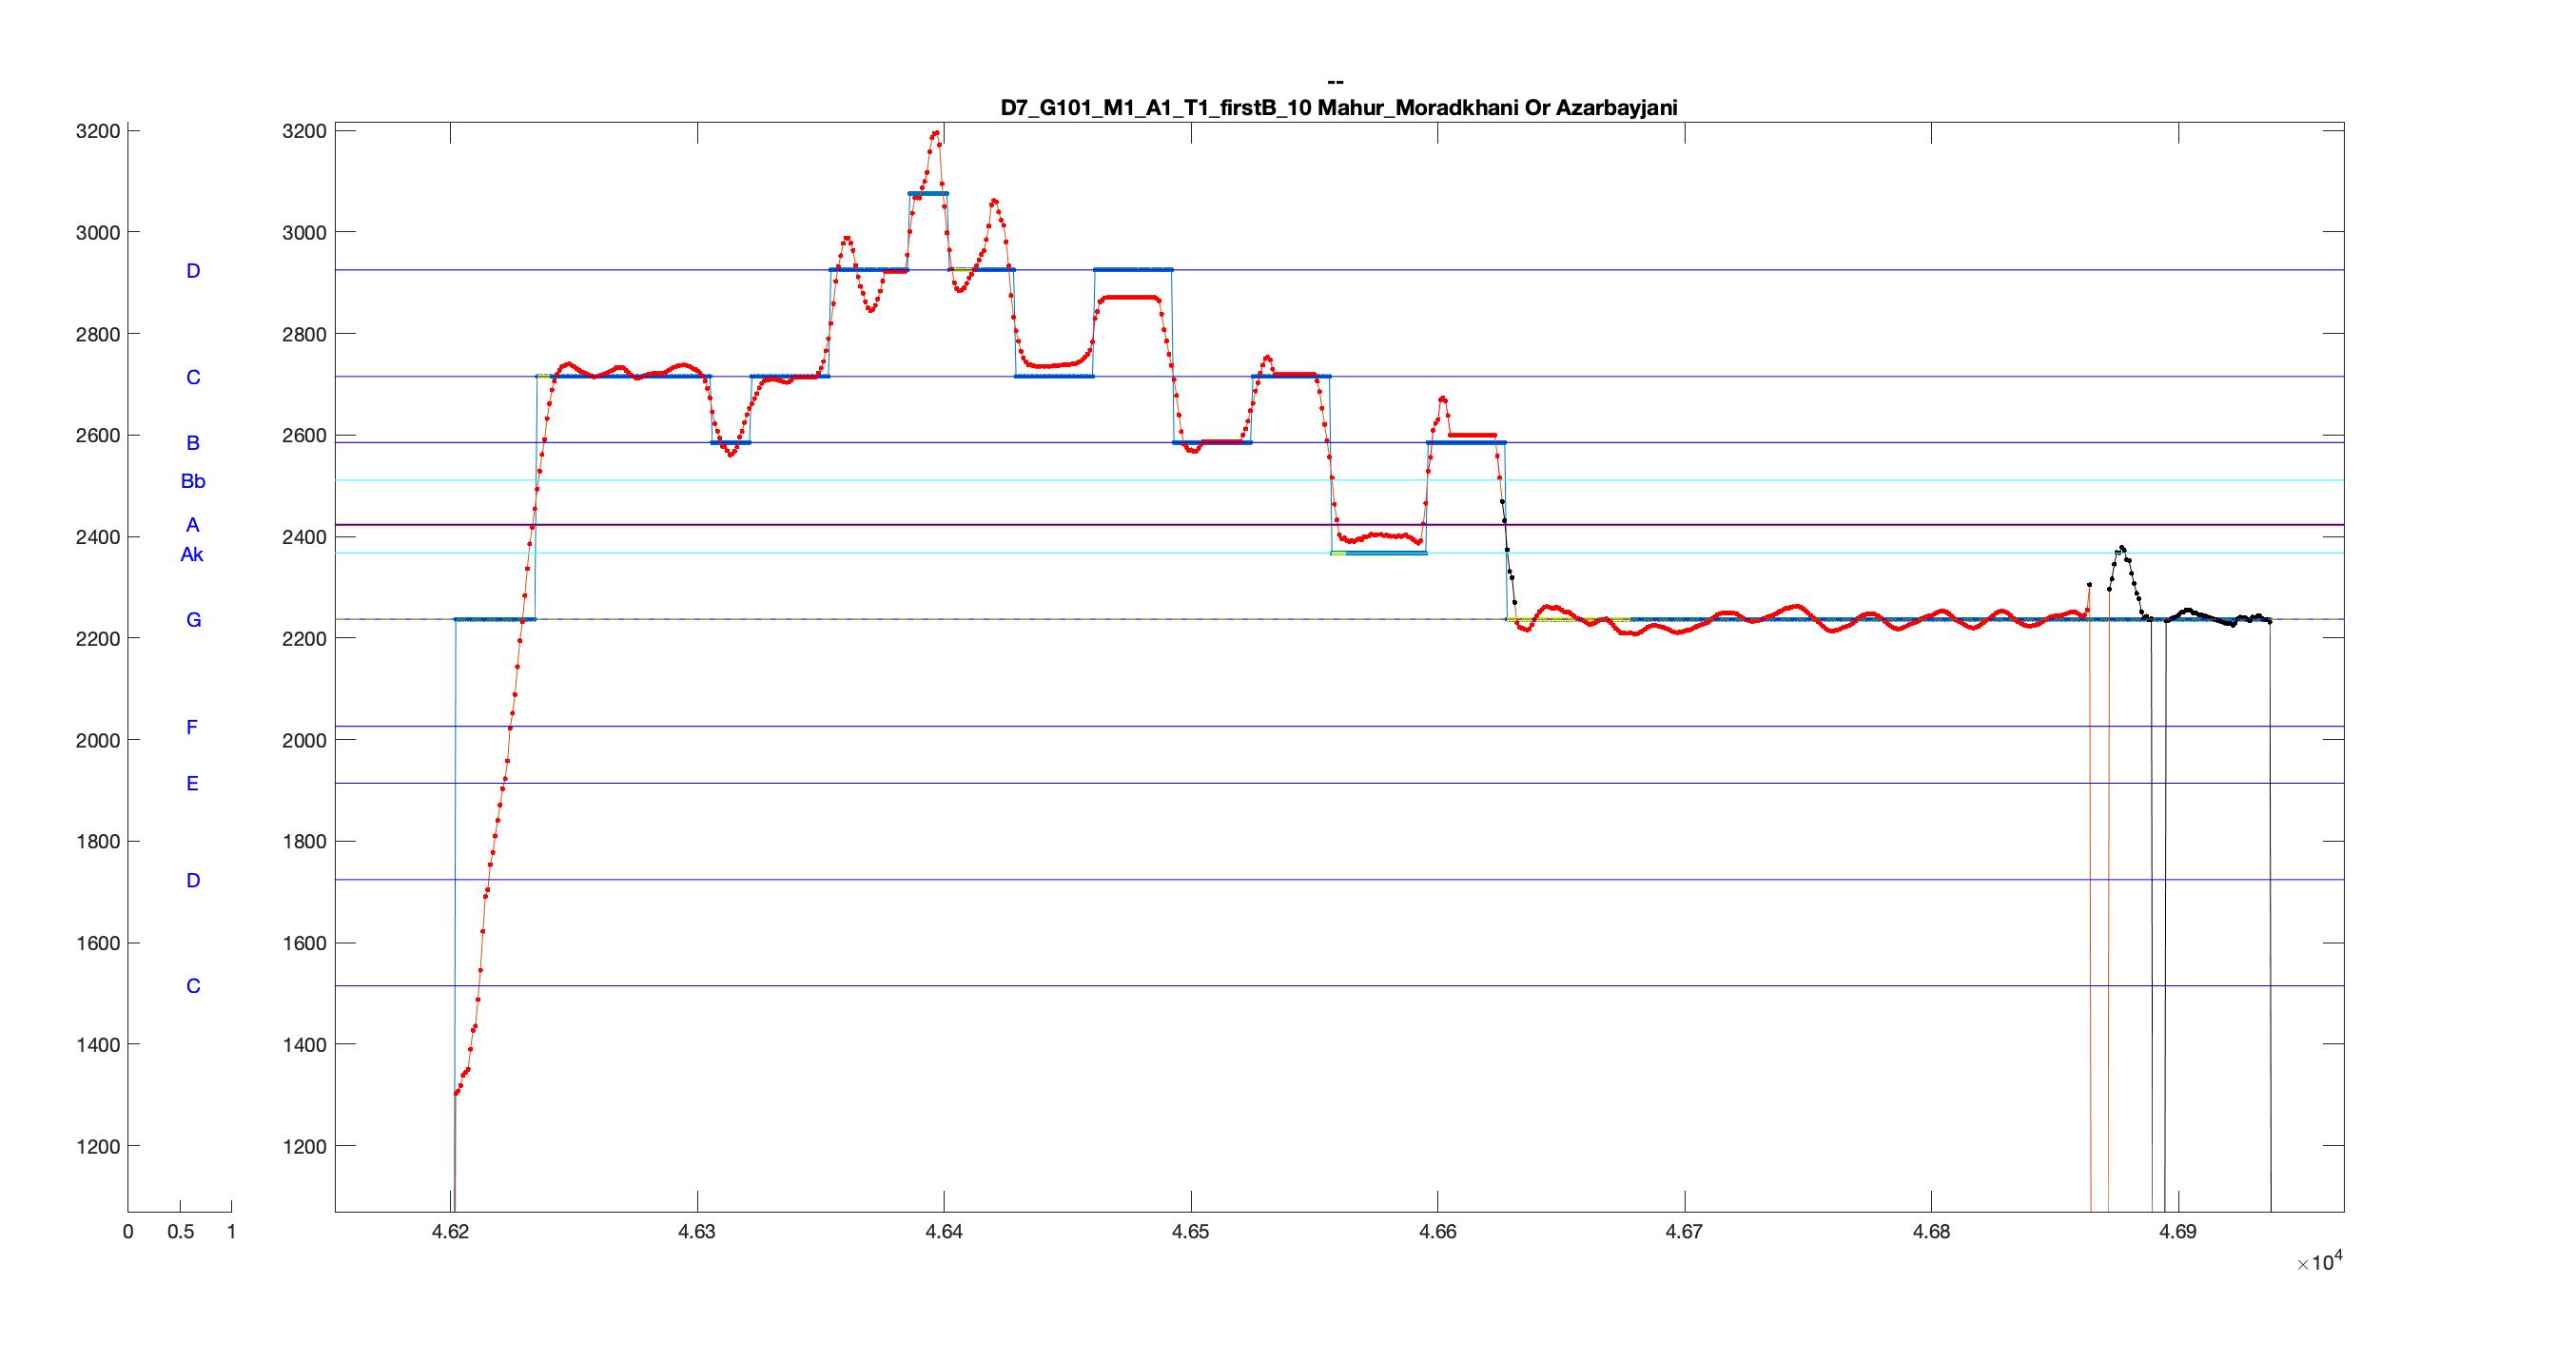 --
D7_G101_M1_A1_T1_firstB_10 Mahur_Moradkhani Or Azarbayjani
3200 3200
3000 3000
D
2800 2800
C
2600 2600
B
Bb
A
2400 2400
Ak
G
2200 2200
F
2000 2000
E
1800 1800
D
1600 1600
C
1400 1400
1200 1200
0 0.5 1 4.62 4.63 4.64 4.65 4.66 4.67 4.68 4.69
×10⁴